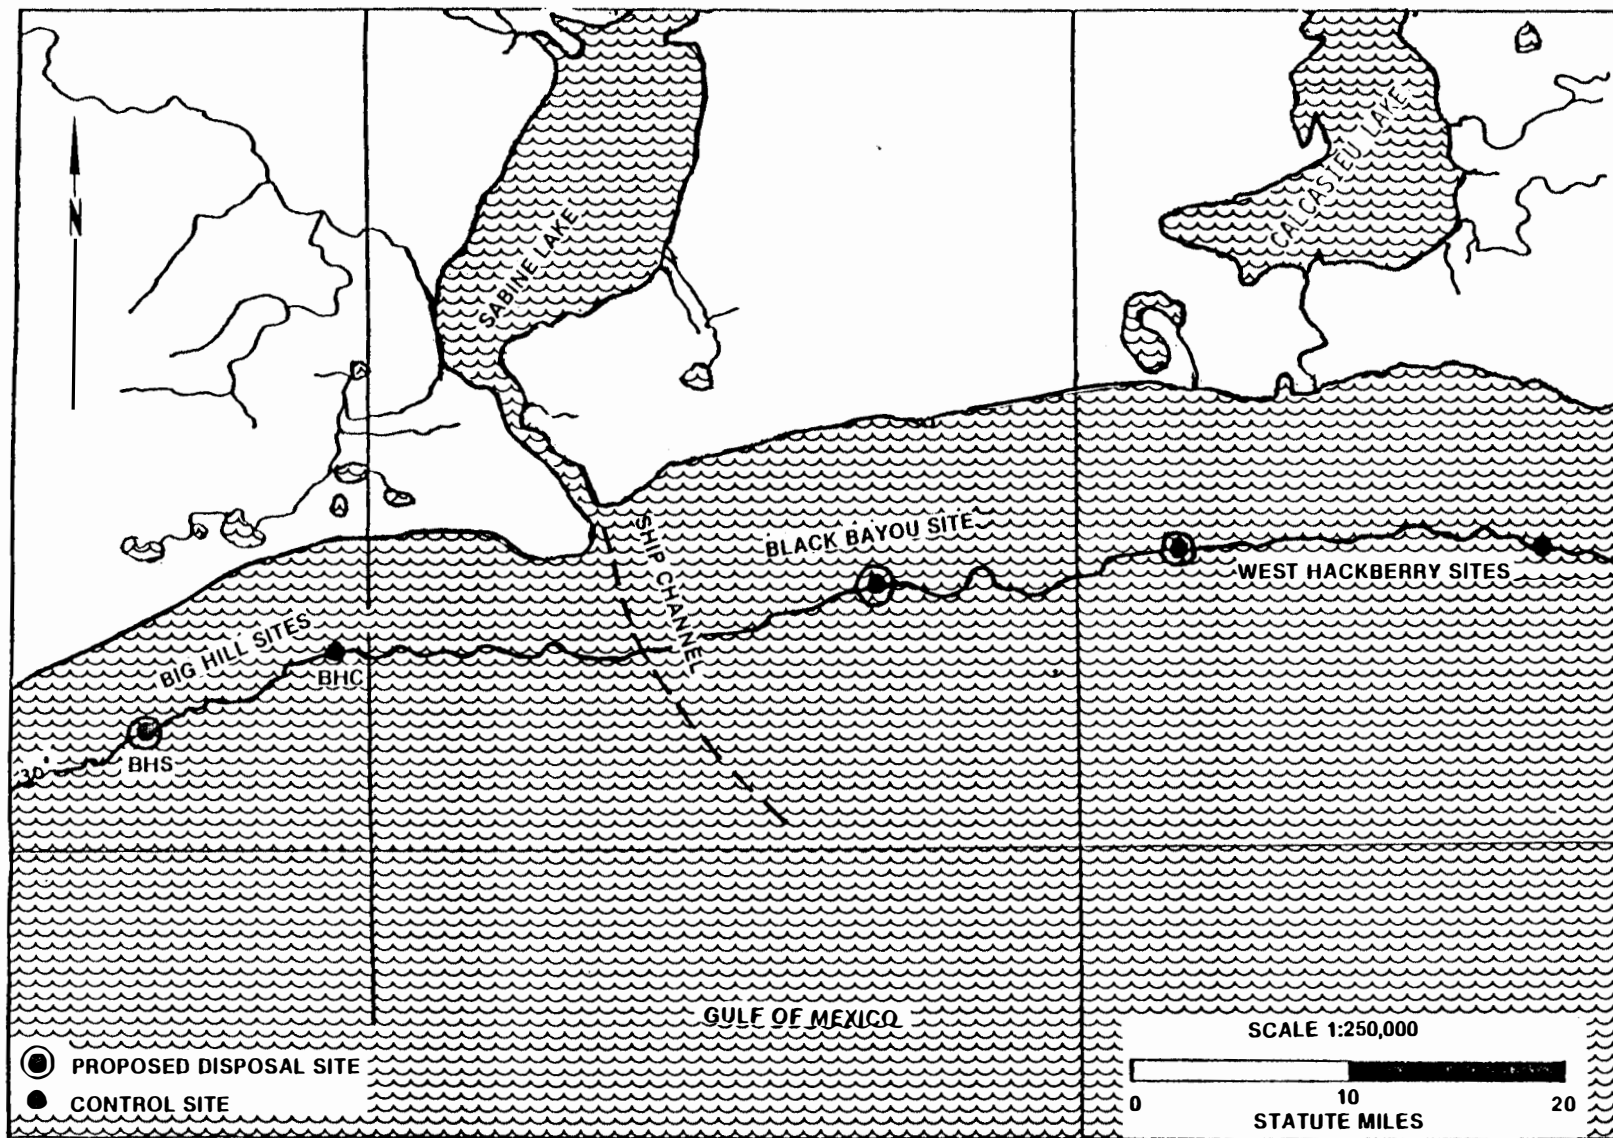 N
SABINE LAKE
CALCASIEU LAKE
SHIP CHANNEL
BLACK BAYOU SITE
WEST HACKBERRY SITES
BIG HILL SITES
BHC
BHS
30'
GULF OF MEXICO
PROPOSED DISPOSAL SITE
CONTROL SITE
SCALE 1:250,000
0 10 20
STATUTE MILES